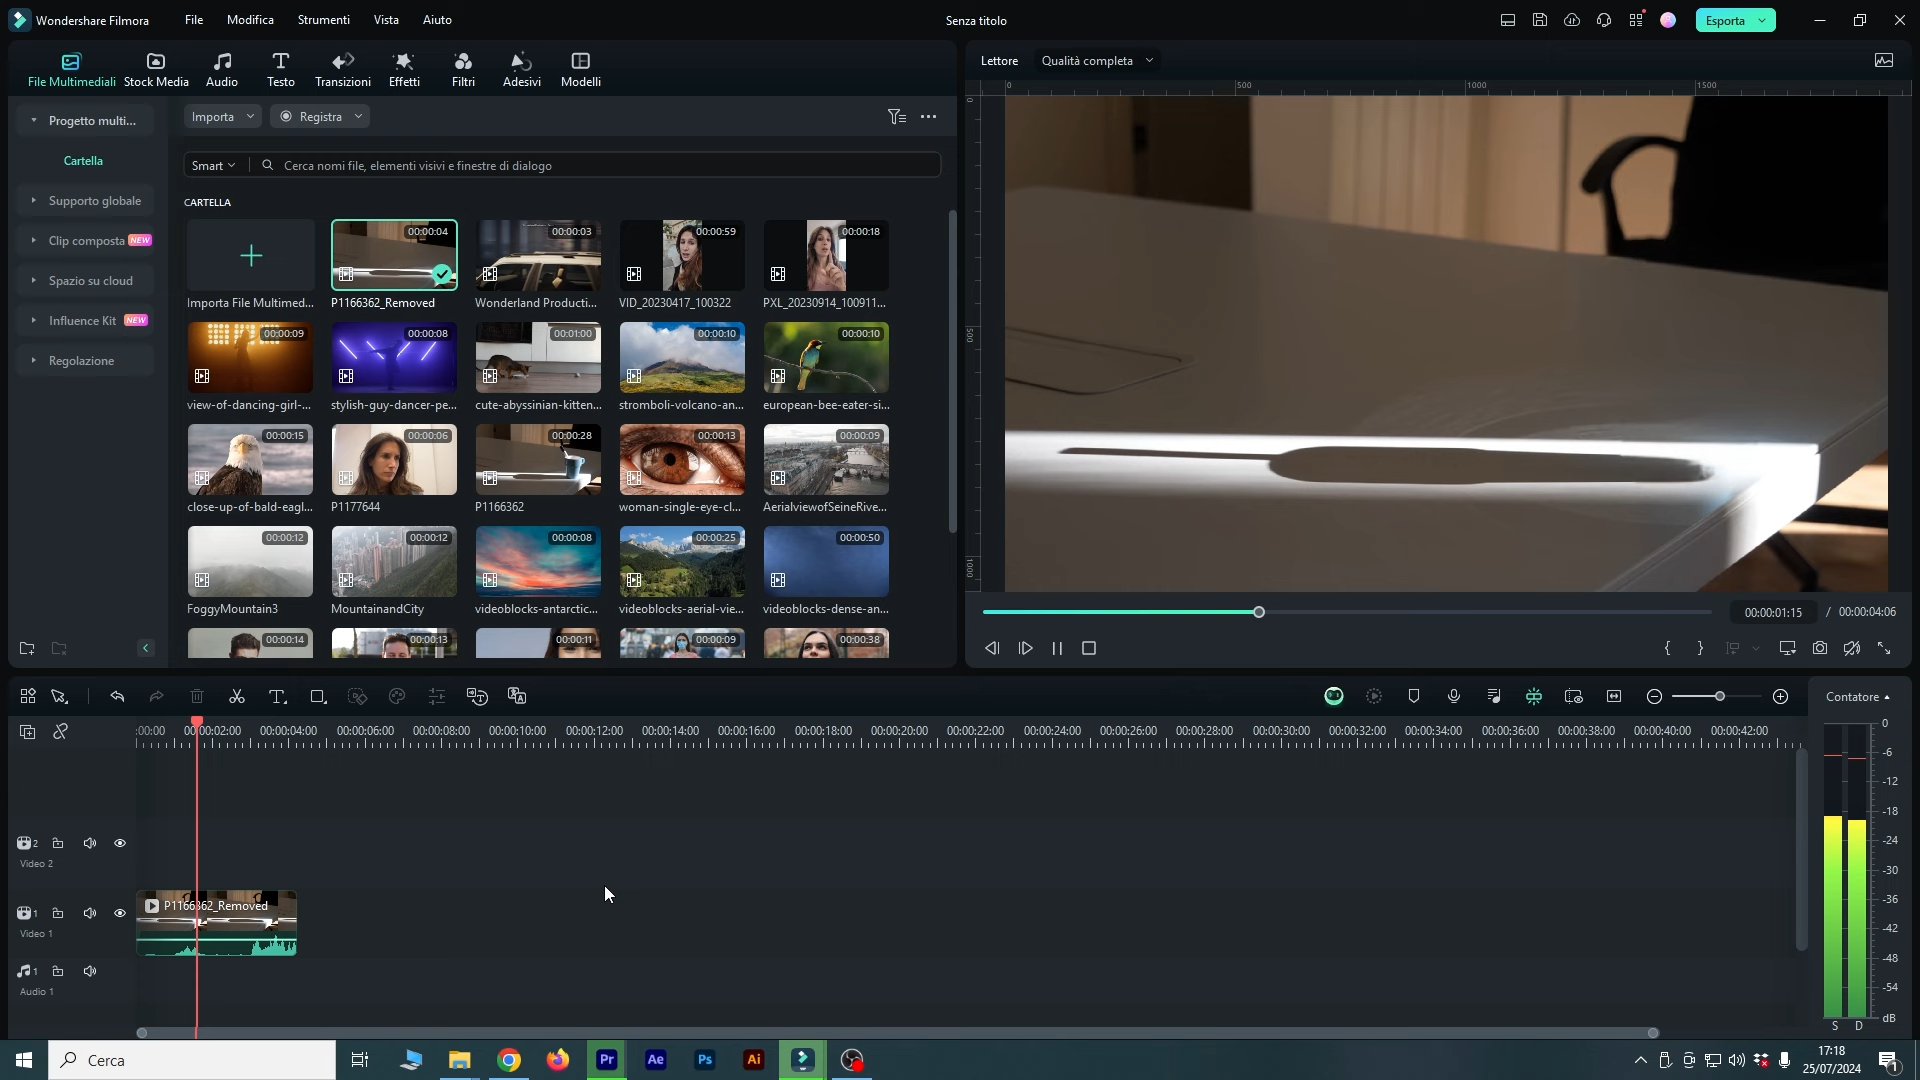 Wondershare Filmora
File Modifica Strumenti Vista Aiuto
Senza titolo
Esporta
File Multimediali Stock Media Audio Testo Transizioni Effetti Filtri Adesivi Modelli
Lettore Qualità completa
Progetto multi...
Cartella
Supporto globale
Clip composta NEW
Spazio su cloud
Influence Kit NEW
Regolazione
Importa Registra
Smart Cerca nomi file, elementi visivi e finestre di dialogo
CARTELLA
00:00:04 00:00:03 00:00:59 00:00:18
Importa File Multimed... P1166362_Removed Wonderland Producti... VID_20230417_100322 PXL_20230914_100911...
00:00:09 00:00:08 00:01:00 00:00:10 00:00:10
view-of-dancing-girl-... stylish-guy-dancer-pe... cute-abyssinian-kitten... stromboli-volcano-an... european-bee-eater-si...
00:00:15 00:00:06 00:00:28 00:00:13 00:00:09
close-up-of-bald-eagl... P1177644 P1166362 woman-single-eye-cl... AerialviewofSeineRive...
00:00:12 00:00:12 00:00:08 00:00:25 00:00:50
FoggyMountain3 MountainandCity videoblocks-antarctic... videoblocks-aerial-vie... videoblocks-dense-an...
00:00:14 00:00:13 00:00:11 00:00:09 00:00:38
0 500 1000 1500
0
500
1000
00:00:01:15 / 00:00:04:06
Contatore
:00:00 00:00:02:00 00:00:04:00 00:00:06:00 00:00:08:00 00:00:10:00 00:00:12:00 00:00:14:00 00:00:16:00 00:00:18:00 00:00:20:00 00:00:22:00 00:00:24:00 00:00:26:00 00:00:28:00 00:00:30:00 00:00:32:00 00:00:34:00 00:00:36:00 00:00:38:00 00:00:40:00 00:00:42:00
2
Video 2
1
Video 1
P1166362_Removed
1
Audio 1
0
-6
-12
-18
-24
-30
-36
-42
-48
-54
dB
S D
Cerca
Pr Ae Ps Ai
17:18
25/07/2024
1